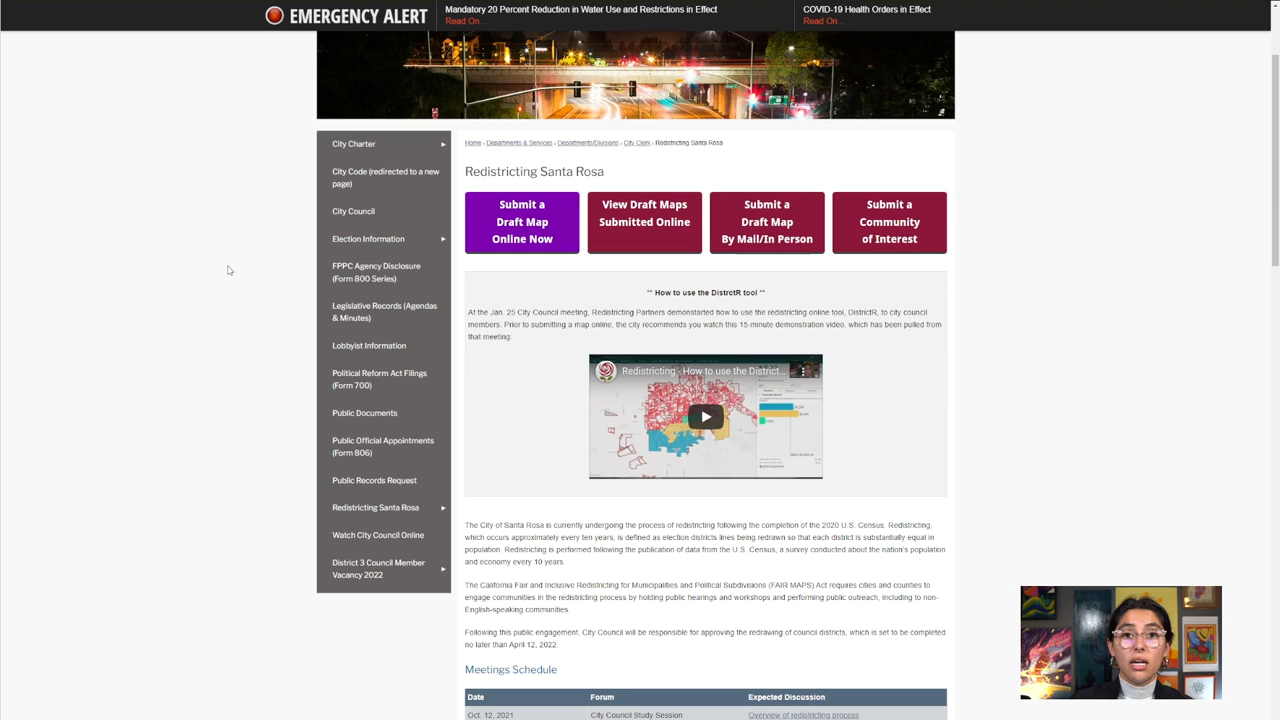 EMERGENCY ALERT
Mandatory 20 Percent Reduction in Water Use and Restrictions in Effect
Read On...
COVID-19 Health Orders in Effect
Read On...
City Charter
City Code (redirected to a new
page)
City Council
Election Information
FPPC Agency Disclosure
(Form 800 Series)
Legislative Records (Agendas
& Minutes)
Lobbyist Information
Political Reform Act Filings
(Form 700)
Public Documents
Public Official Appointments
(Form 806)
Public Records Request
Redistricting Santa Rosa
Watch City Council Online
District 3 Council Member
Vacancy 2022
Home › Departments & Services › Departments/Divisions › City Clerk › Redistricting Santa Rosa
Redistricting Santa Rosa
Submit a
Draft Map
Online Now
View Draft Maps
Submitted Online
Submit a
Draft Map
By Mail/In Person
Submit a
Community
of Interest
** How to use the DistrctR tool **
At the Jan. 25 City Council meeting, Redistricting Partners demonstarted how to use the redistricting online tool, DistrictR, to city council
members. Prior to submitting a map online, the city recommends you watch this 15-minute demonstration video, which has been pulled from
that meeting:
Redistricting - How to use the District...
The City of Santa Rosa is currently undergoing the process of redistricting following the completion of the 2020 U.S. Census. Redistricting,
which occurs approximately every ten years, is defined as election districts lines being redrawn so that each district is substantially equal in
population. Redistricting is performed following the publication of data from the U.S. Census, a survey conducted about the nation's population
and economy every 10 years.
The California Fair and Inclusive Redistricting for Municipalities and Political Subdivisions (FAIR MAPS) Act requires cities and counties to
engage communities in the redistricting process by holding public hearings and workshops and performing public outreach, including to non-
English-speaking communities.
Following this public engagement, City Council will be responsible for approving the redrawing of council districts, which is set to be completed
no later than April 12, 2022.
Meetings Schedule
Date Forum Expected Discussion
Oct. 12, 2021 City Council Study Session Overview of redistricting process